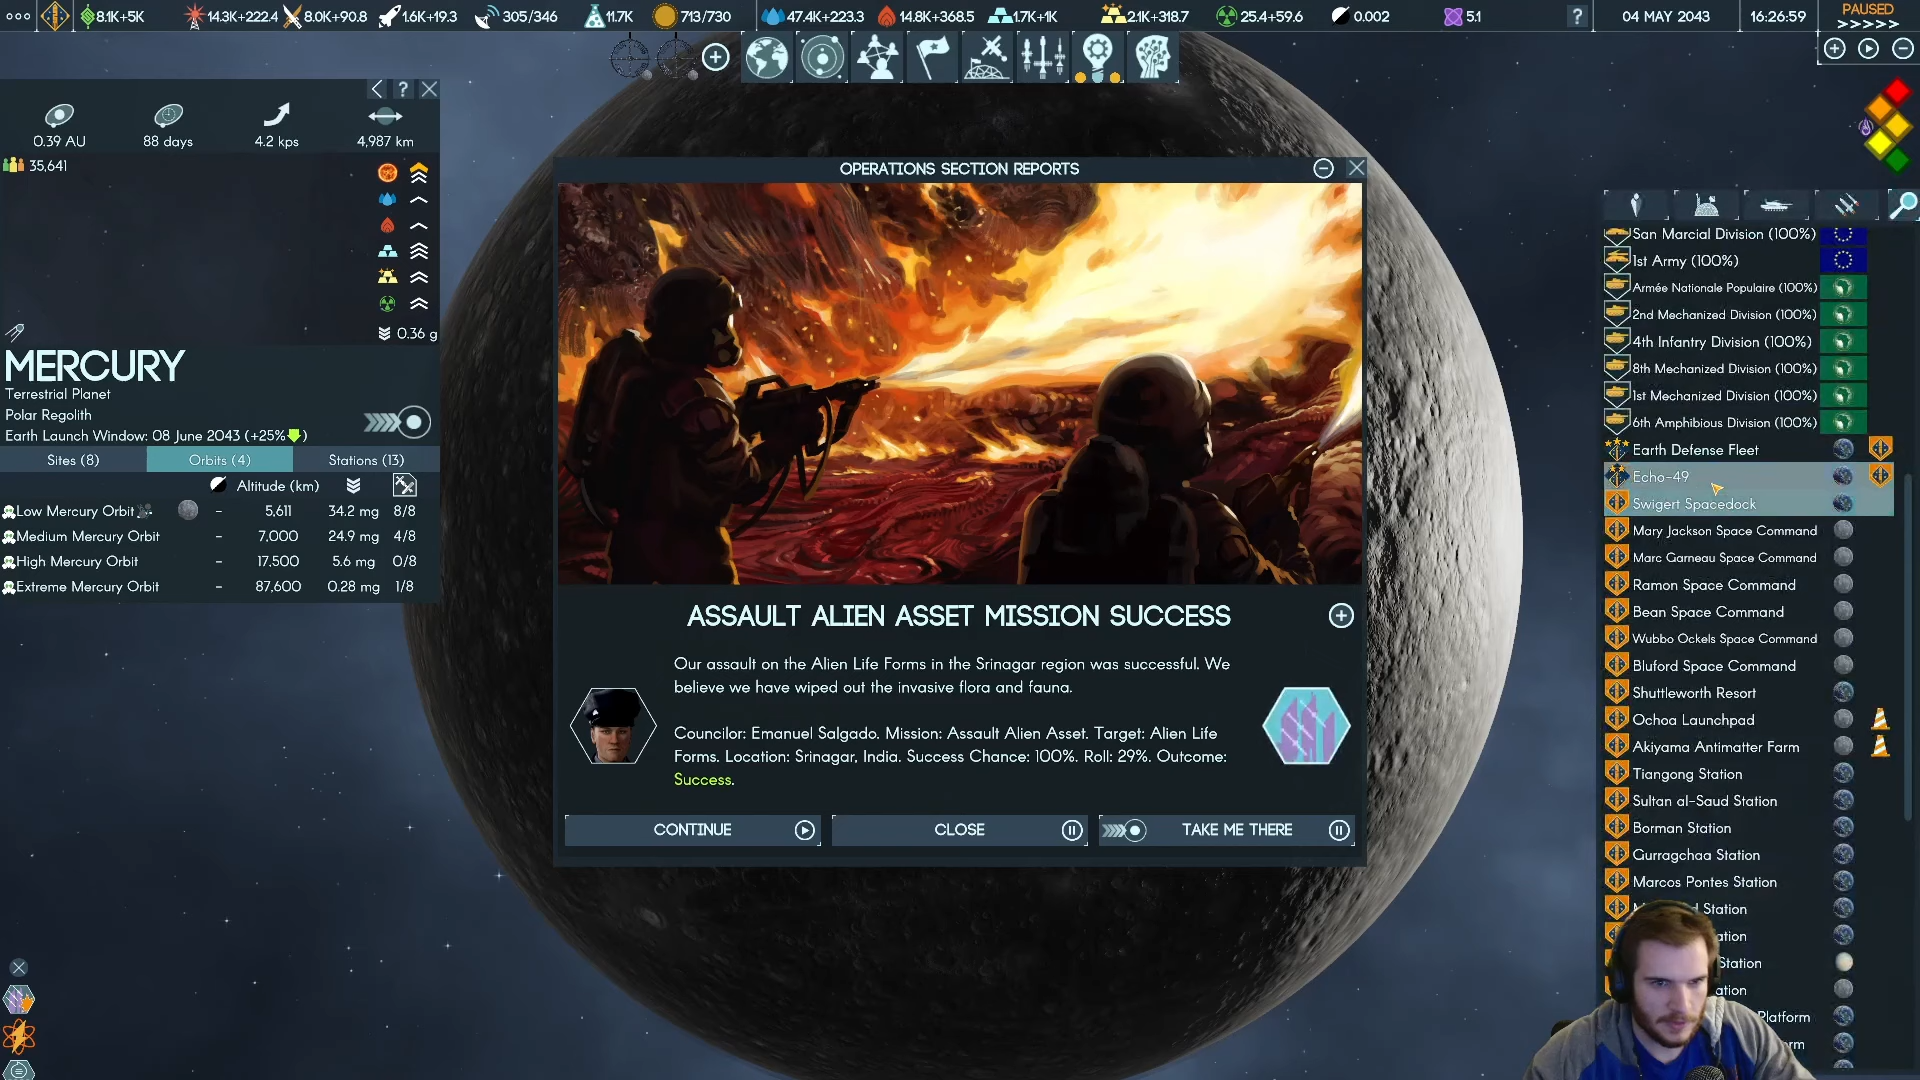 8.1K+5K
14.3K+222.4
8.0K+90.8
1.6K+19.3
305/346
11.7K
713/730
47.4K+223.3
14.8K+368.5
1.7K+1K
2.1K+318.7
25.4+59.6
0.002
5.1
?
04 MAY 2043
16:26:59
PAUSED
>>>>>
?
0.39 AU
88 days
4.2 kps
4,987 km
35,641
0.36 g
MERCURY
Terrestrial Planet
Polar Regolith
Earth Launch Window: 08 June 2043 (+25%)
Sites (8)
Orbits (4)
Stations (13)
Altitude (km)
Low Mercury Orbit - 5,611 34.2 mg 8/8
Medium Mercury Orbit - 7,000 24.9 mg 4/8
High Mercury Orbit - 17,500 5.6 mg 0/8
Extreme Mercury Orbit - 87,600 0.28 mg 1/8
OPERATIONS SECTION REPORTS
ASSAULT ALIEN ASSET MISSION SUCCESS
Our assault on the Alien Life Forms in the Srinagar region was successful. We
believe we have wiped out the invasive flora and fauna.
Councilor: Emanuel Salgado. Mission: Assault Alien Asset. Target: Alien Life
Forms. Location: Srinagar, India. Success Chance: 100%. Roll: 29%. Outcome:
Success.
CONTINUE
CLOSE
TAKE ME THERE
San Marcial Division (100%)
1st Army (100%)
Armée Nationale Populaire (100%)
2nd Mechanized Division (100%)
4th Infantry Division (100%)
8th Mechanized Division (100%)
1st Mechanized Division (100%)
6th Amphibious Division (100%)
Earth Defense Fleet
Echo-49
Swigert Spacedock
Mary Jackson Space Command
Marc Garneau Space Command
Ramon Space Command
Bean Space Command
Wubbo Ockels Space Command
Bluford Space Command
Shuttleworth Resort
Ochoa Launchpad
Akiyama Antimatter Farm
Tiangong Station
Sultan al-Saud Station
Borman Station
Gurragchaa Station
Marcos Pontes Station
Station
Station
Platform